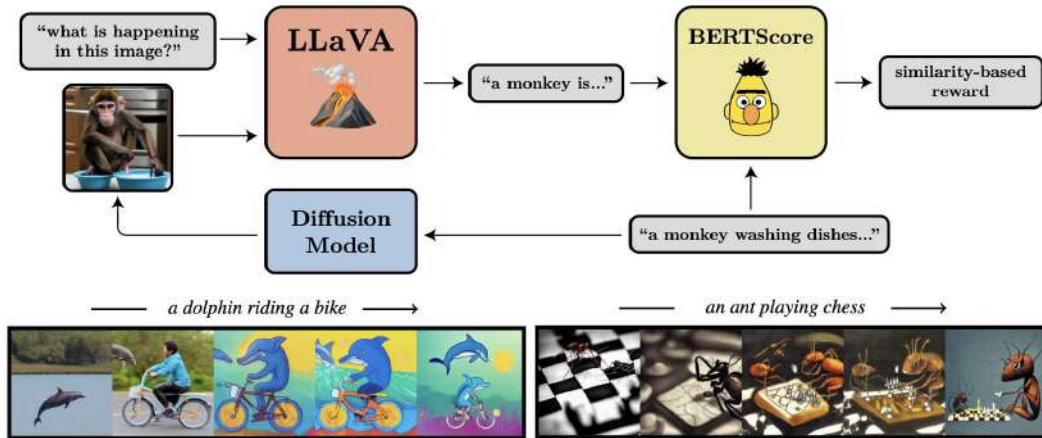 “what is happening
in this image?”
LLaVA
“a monkey is...”
BERTScore
similarity-based
reward
Diffusion
Model
“a monkey washing dishes...”
a dolphin riding a bike
an ant playing chess